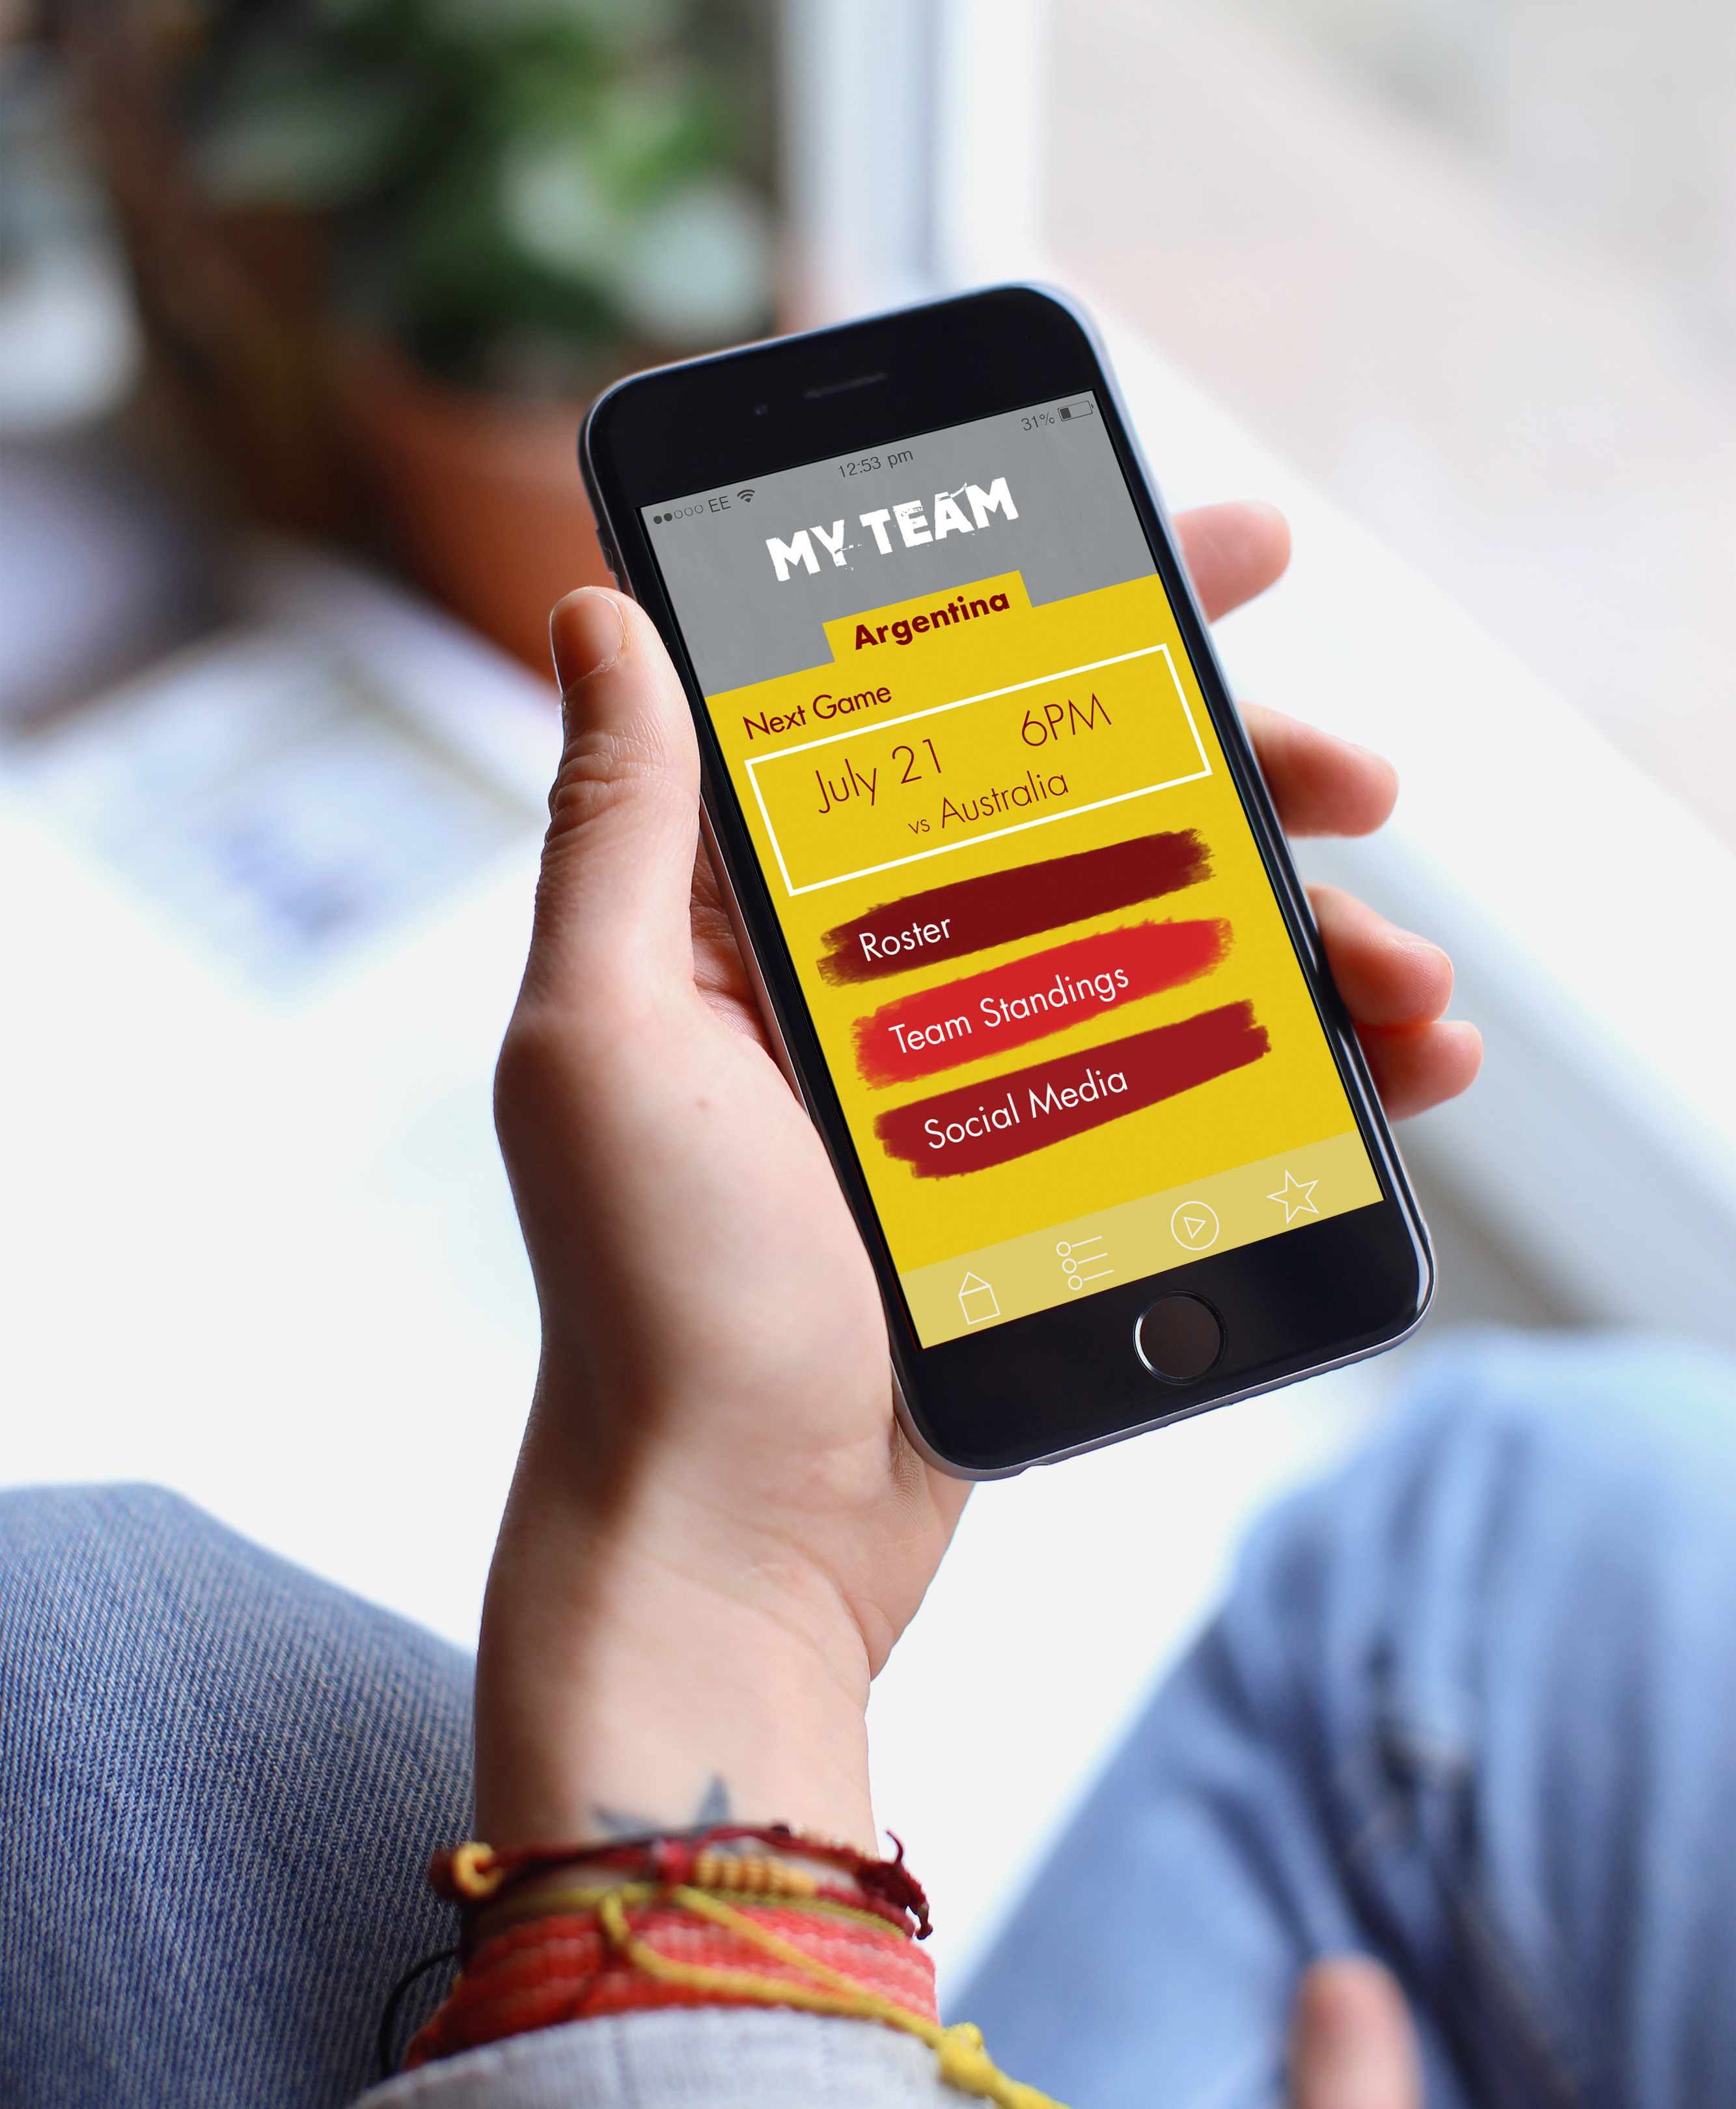 EE 12:53 pm 31%
MY TEAM
Argentina
Next Game
July 21 6PM
vs Australia
Roster
Team Standings
Social Media